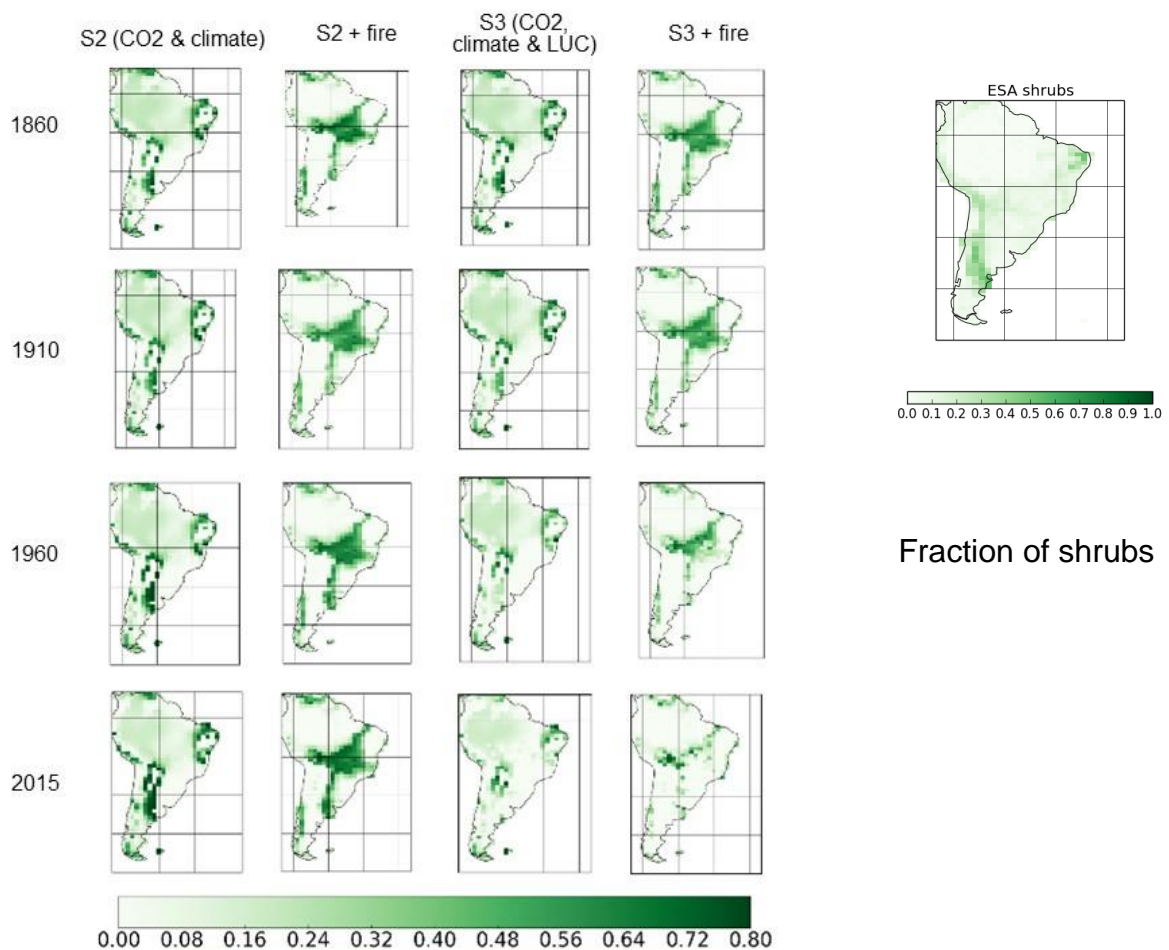 S2 (CO2 & climate)
S2 + fire
S3 (CO2,
climate & LUC)
S3 + fire
1860
1910
1960
2015
0.00 0.08 0.16 0.24 0.32 0.40 0.48 0.56 0.64 0.72 0.80
ESA shrubs
0.0 0.1 0.2 0.3 0.4 0.5 0.6 0.7 0.8 0.9 1.0
Fraction of shrubs